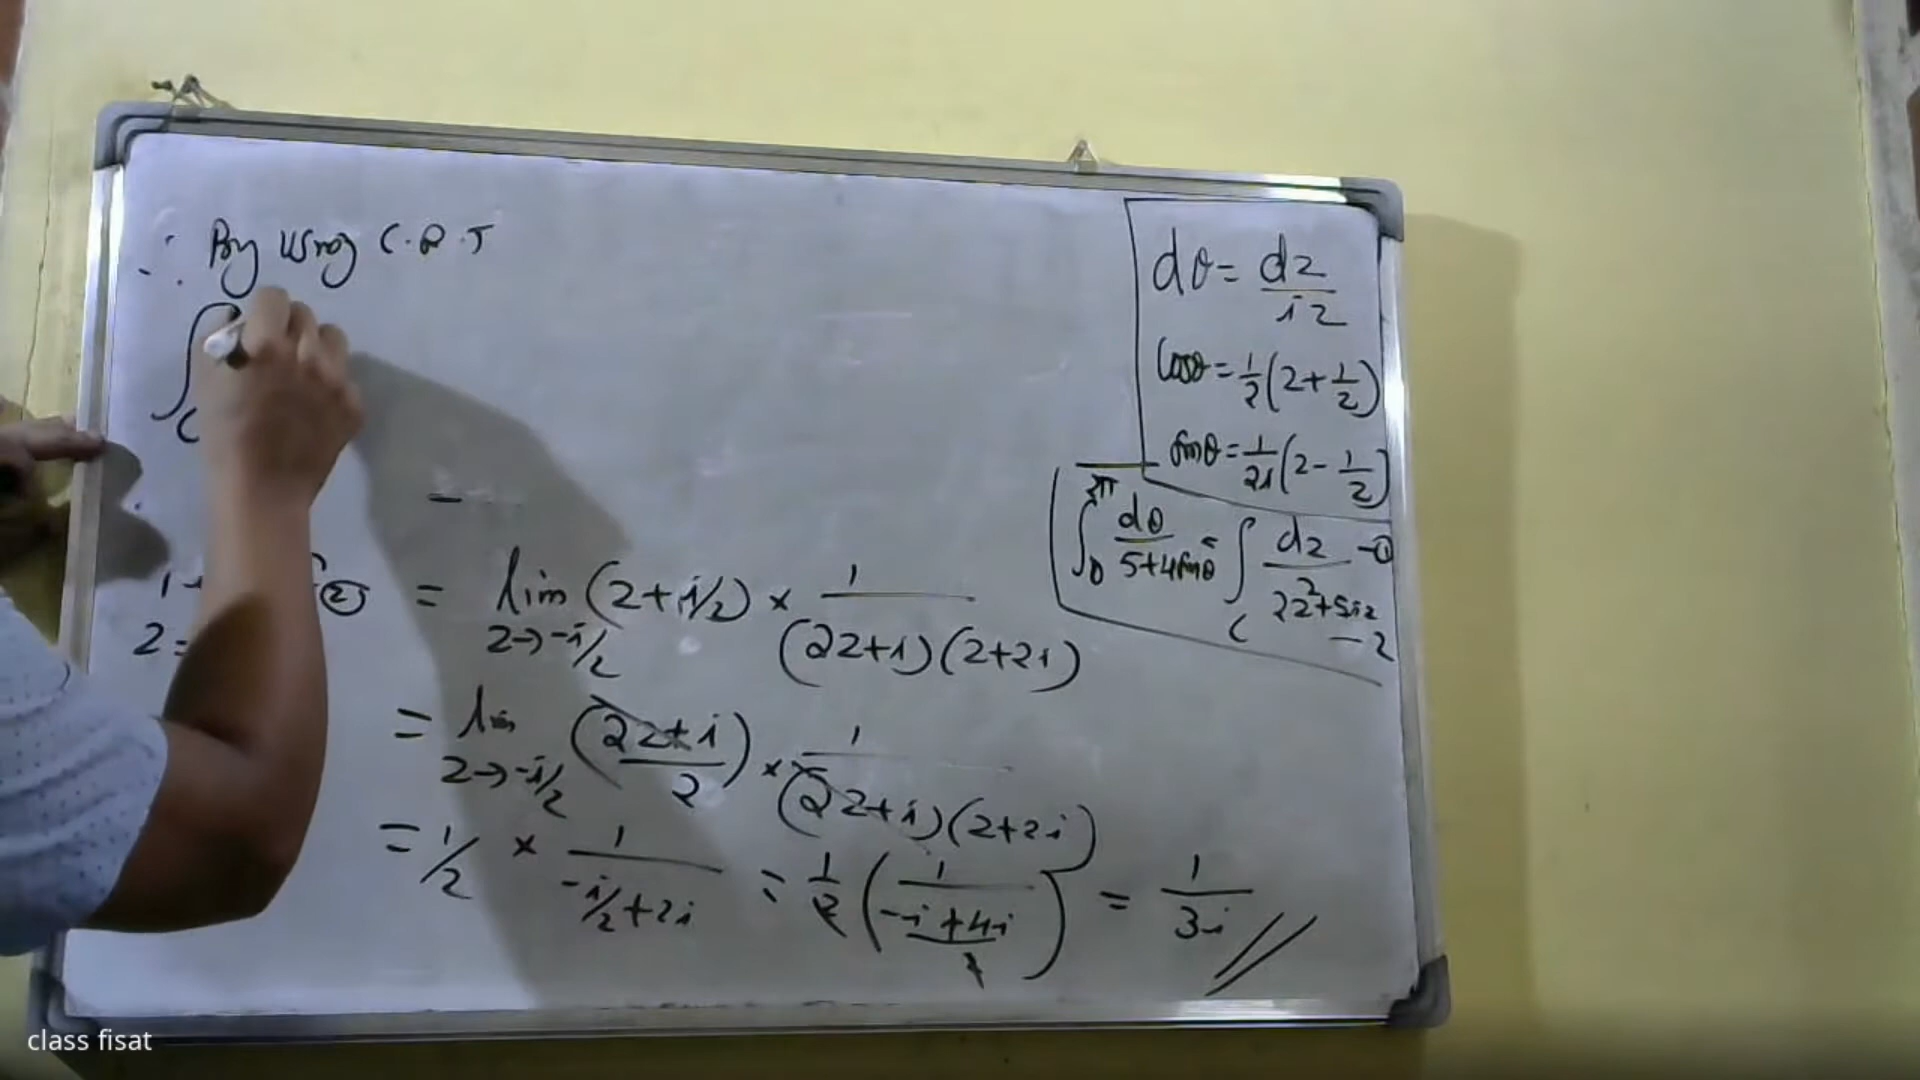 ∴ By using C.R.T
∫
C
②
2 =
= lim (z+i/2) × 1/((2z+i)(z+2i))
z→-i/2
= lim ((2z+i)/2) × 1/((2z+i)(z+2i))
z→-i/2
= 1/2 × 1/(-i/2+2i) = 1/2 (1/((-i+4i)/2)) = 1/3i //
dθ = dz/iz
Cosθ = 1/2 (z+1/z)
sinθ = 1/2i (z-1/z)
∫₀^2π dθ/(5+4sinθ) = ∫_C dz/(2z²+5iz-2) -①
class fisat